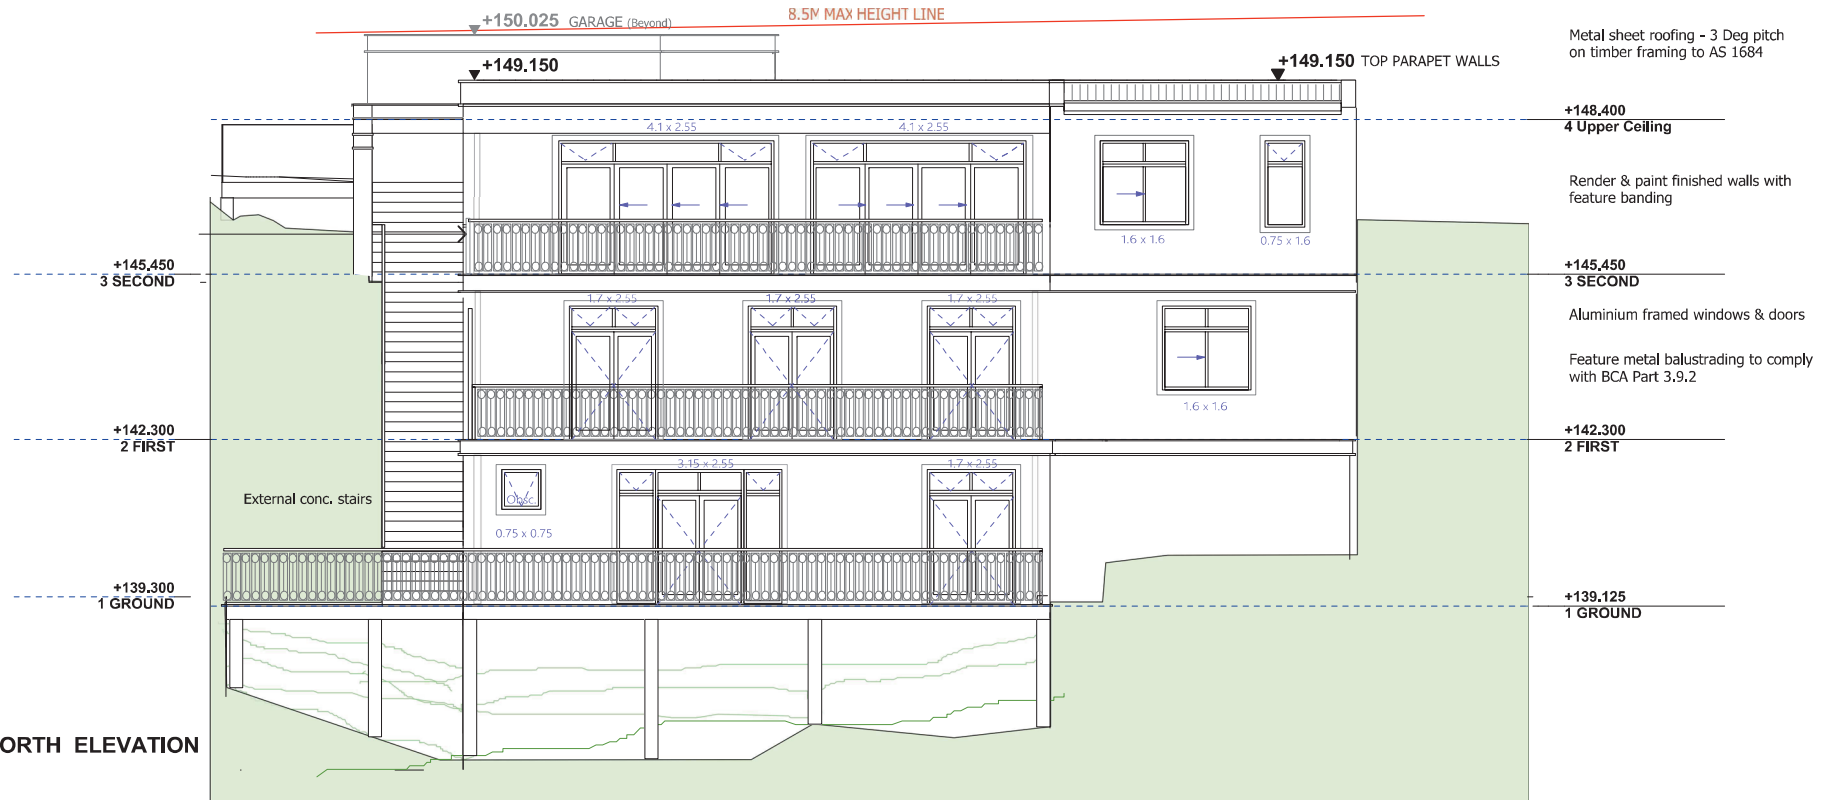 +150.025 GARAGE (Beyond)
8.5M MAX HEIGHT LINE
Metal sheet roofing - 3 Deg pitch
on timber framing to AS 1684
+149.150
+149.150 TOP PARAPET WALLS
+148.400
4 Upper Ceiling
4.1 x 2.55
4.1 x 2.55
Render & paint finished walls with
feature banding
1.6 x 1.6
0.75 x 1.6
+145.450
3 SECOND
+145.450
3 SECOND
1.7 x 2.55
1.7 x 2.55
1.7 x 2.55
Aluminium framed windows & doors
Feature metal balustrading to comply
with BCA Part 3.9.2
1.6 x 1.6
+142.300
2 FIRST
+142.300
2 FIRST
3.15 x 2.55
1.7 x 2.55
External conc. stairs
Obsc.
0.75 x 0.75
+139.300
1 GROUND
+139.125
1 GROUND
ORTH ELEVATION